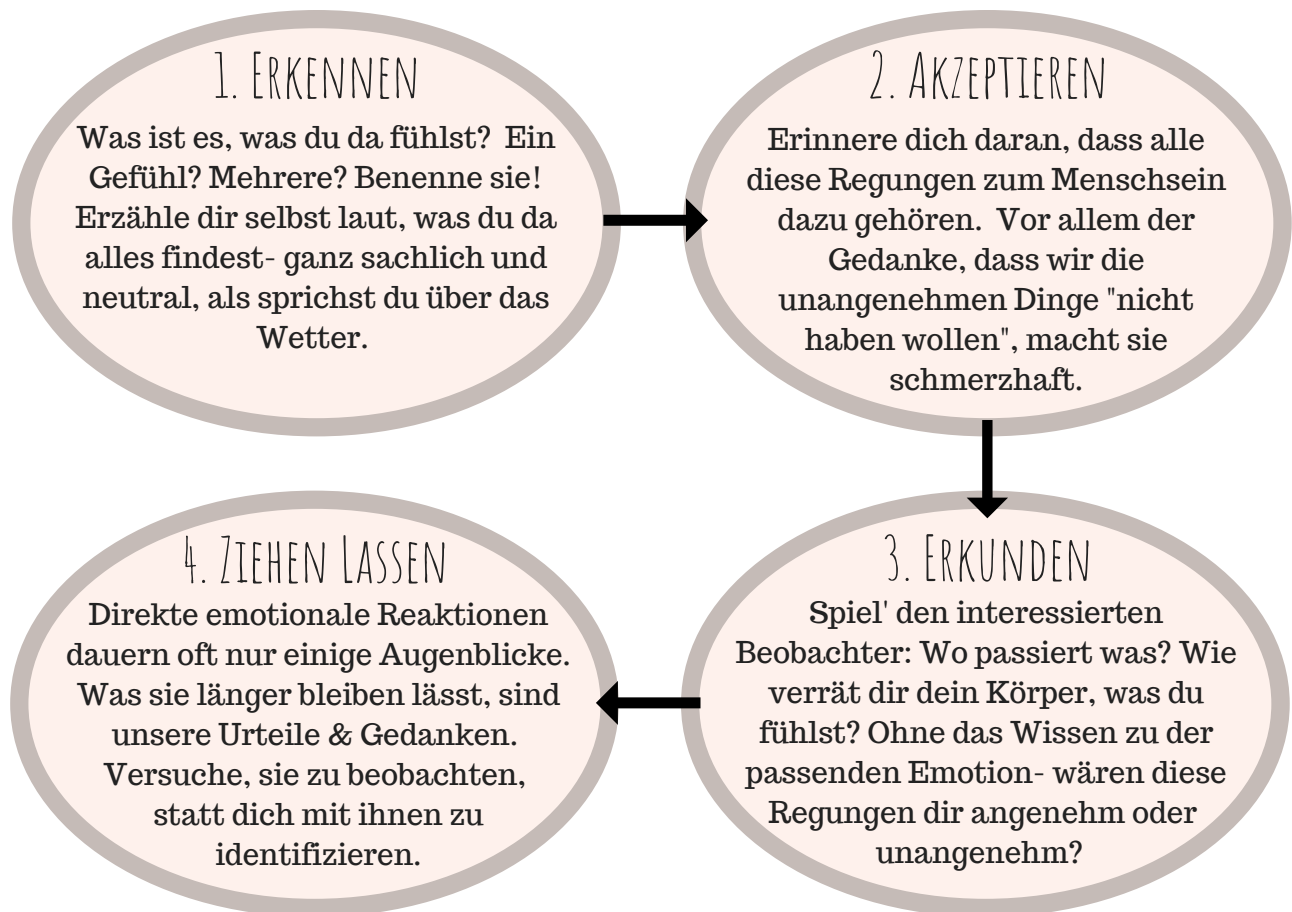 1. ERKENNEN
Was ist es, was du da fühlst?  Ein
Gefühl? Mehrere? Benenne sie!
Erzähle dir selbst laut, was du da
alles findest- ganz sachlich und
neutral, als sprichst du über das
Wetter.
2. AKZEPTIEREN
Erinnere dich daran, dass alle
diese Regungen zum Menschsein
dazu gehören.  Vor allem der
Gedanke, dass wir die
unangenehmen Dinge "nicht
haben wollen", macht sie
schmerzhaft.
3. ERKUNDEN
Spiel' den interessierten
Beobachter: Wo passiert was? Wie
verrät dir dein Körper, was du
fühlst? Ohne das Wissen zu der
passenden Emotion- wären diese
Regungen dir angenehm oder
unangenehm?
4. ZIEHEN LASSEN
Direkte emotionale Reaktionen
dauern oft nur einige Augenblicke.
Was sie länger bleiben lässt, sind
unsere Urteile & Gedanken.
Versuche, sie zu beobachten,
statt dich mit ihnen zu
identifizieren.